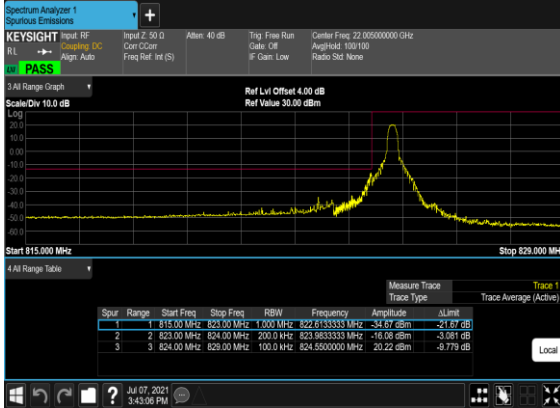 Spectrum Analyzer 1
Spurious Emissions
+
KEYSIGHT Input: RF Input Z: 50 Ω Atten: 40 dB Trig: Free Run Center Freq: 22.005000000 GHz
RL Coupling: DC Corr CCorr Gate: Off Avg|Hold: 100/100
Align: Auto Freq Ref: Int (S) IF Gain: Low Radio Std: None
PASS
3 All Range Graph Ref Lvl Offset 4.00 dB
Scale/Div 10.0 dB Ref Value 30.00 dBm
Log
20.0
10.0
0.00
-10.0
-20.0
-30.0
-40.0
-50.0
-60.0
Start 815.000 MHz Stop 829.000 MH
4 All Range Table
Measure Trace Trace 1
Trace Type Trace Average (Active)
Spur Range Start Freq Stop Freq RBW Frequency Amplitude ΔLimit
1 1 815.00 MHz 823.00 MHz 1.000 MHz 822.6133333 MHz -34.67 dBm -21.67 dB
2 2 823.00 MHz 824.00 MHz 200.0 kHz 823.9833333 MHz -16.08 dBm -3.081 dB
3 3 824.00 MHz 829.00 MHz 100.0 kHz 824.5500000 MHz 20.22 dBm -9.779 dB
Local
?
Jul 07, 2021
3:43:06 PM